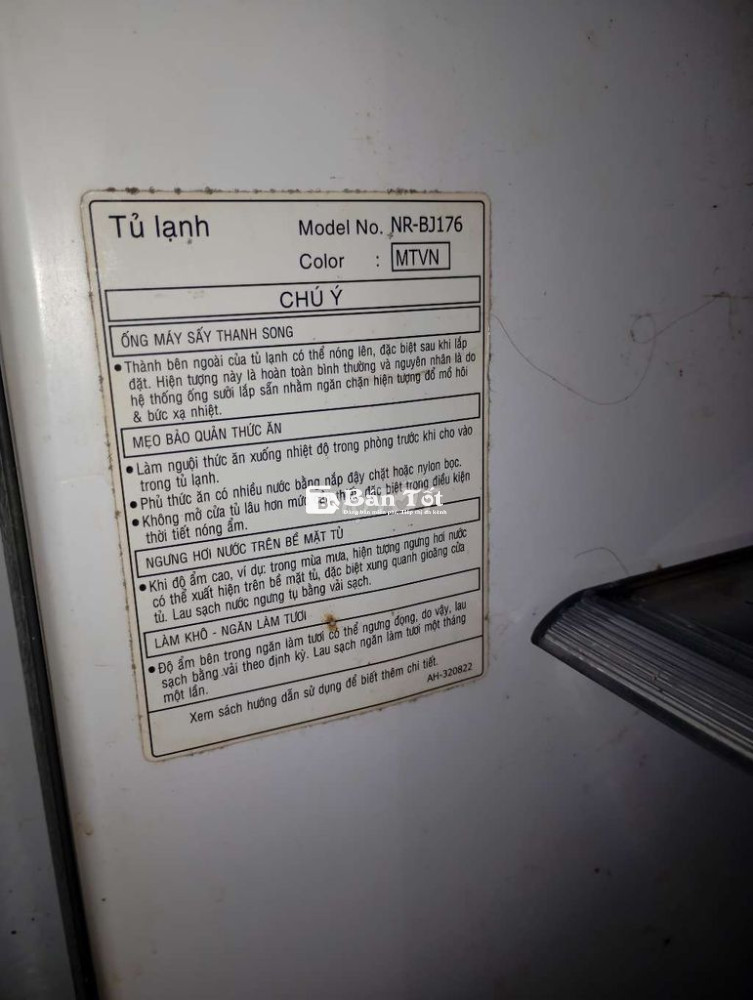 Tủ lạnh
Model No. NR-BJ176
Color : MTVN
CHÚ Ý
ỐNG MÁY SẤY THANH SONG
• Thành bên ngoài của tủ lạnh có thể nóng lên, đặc biệt sau khi lắp
đặt. Hiện tượng này là hoàn toàn bình thường và nguyên nhân là do
hệ thống ống sưởi lắp sẵn nhằm ngăn chặn hiện tượng đổ mồ hôi
& bức xạ nhiệt.
MẸO BẢO QUẢN THỨC ĂN
• Làm nguội thức ăn xuống nhiệt độ trong phòng trước khi cho vào
trong tủ lạnh.
• Phủ thức ăn có nhiều nước bằng nắp đậy chặt hoặc nylon bọc.
• Không mở cửa tủ lâu hơn mức đặc biệt trong điều kiện
thời tiết nóng ẩm.
Bán Tốt
NGƯNG HƠI NƯỚC TRÊN BỀ MẶT TỦ
• Khi độ ẩm cao, ví dụ: trong mùa mưa, hiện tượng ngưng hơi nước
có thể xuất hiện trên bề mặt tủ, đặc biệt xung quanh gioăng cửa
tủ. Lau sạch nước ngưng tụ bằng vải sạch.
LÀM KHÔ - NGĂN LÀM TƯƠI
• Độ ẩm bên trong ngăn làm tươi có thể ngưng đọng, do vậy, lau
sạch bằng vải theo định kỳ. Lau sạch ngăn làm tươi một tháng
một lần.
Xem sách hướng dẫn sử dụng để biết thêm chi tiết.
AH-320822